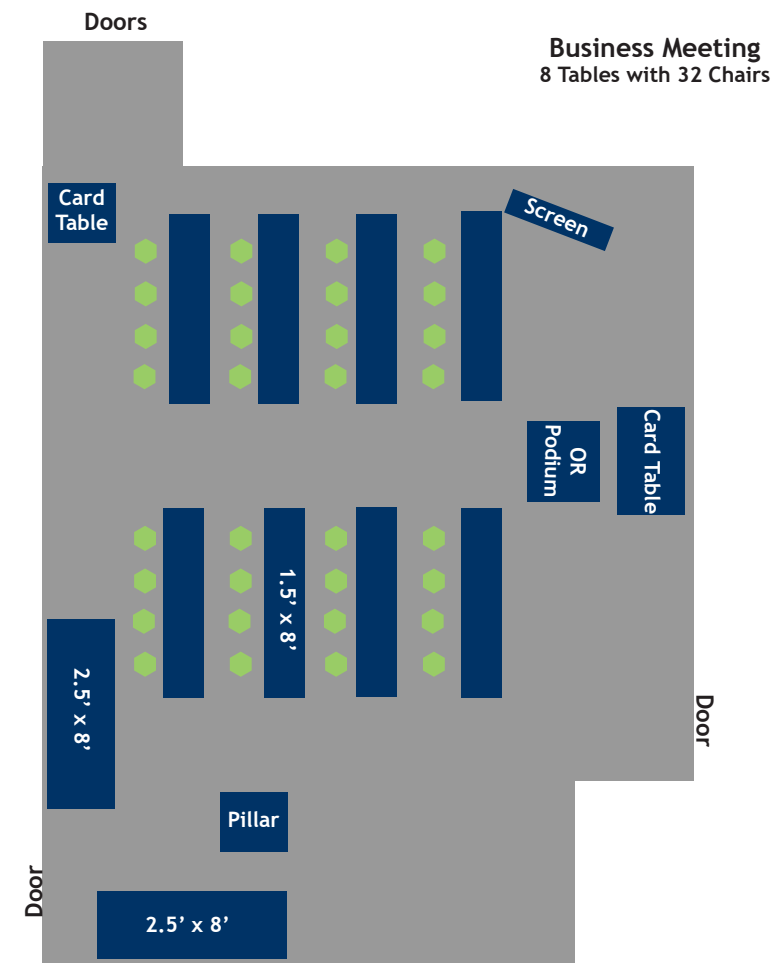 Doors
Business Meeting
8 Tables with 32 Chairs
Card
Table
Screen
OR
Podium
Card Table
1.5’ x 8’
2.5’ x 8’
Door
Pillar
Door
2.5’ x 8’